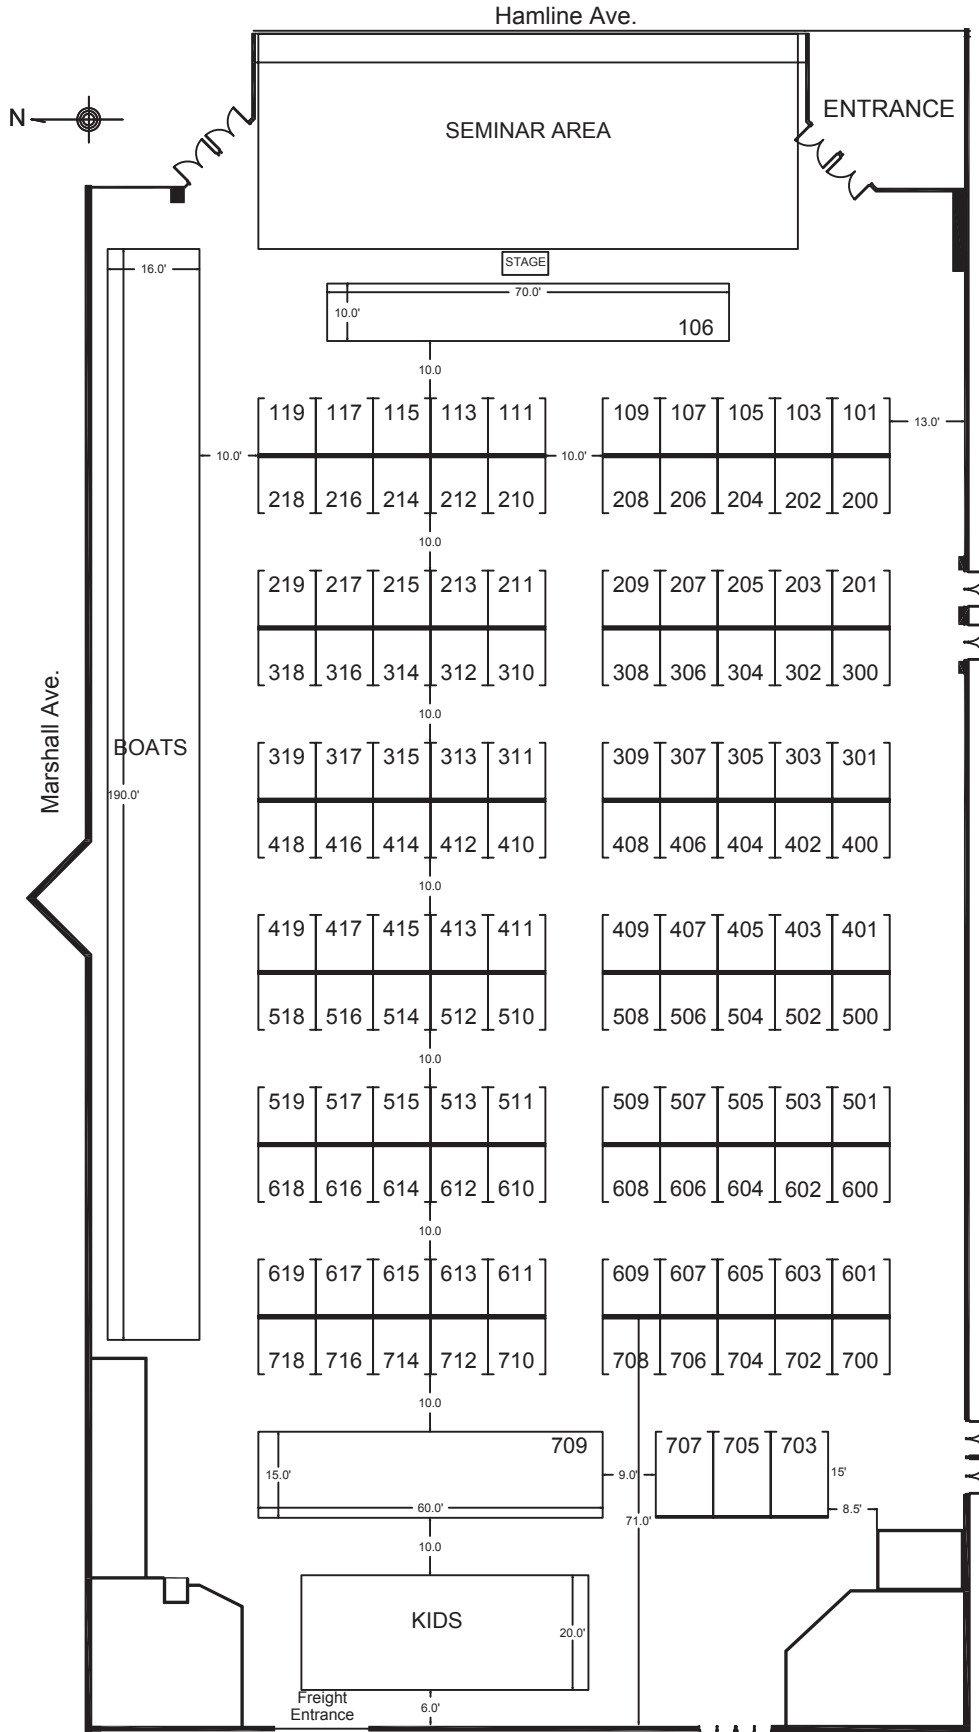 Hamline Ave.
N
ENTRANCE
SEMINAR AREA
STAGE
16.0'
70.0'
10.0'
106
10.0
119 117 115 113 111 109 107 105 103 101
13.0'
10.0' 10.0'
218 216 214 212 210 208 206 204 202 200
10.0
219 217 215 213 211 209 207 205 203 201
318 316 314 312 310 308 306 304 302 300
10.0
Marshall Ave.
BOATS
190.0'
319 317 315 313 311 309 307 305 303 301
418 416 414 412 410 408 406 404 402 400
10.0
419 417 415 413 411 409 407 405 403 401
518 516 514 512 510 508 506 504 502 500
10.0
519 517 515 513 511 509 507 505 503 501
618 616 614 612 610 608 606 604 602 600
10.0
619 617 615 613 611 609 607 605 603 601
718 716 714 712 710 708 706 704 702 700
10.0
709 707 705 703
15.0' 9.0' 15'
60.0' 8.5'
71.0'
10.0
KIDS
20.0'
Freight
Entrance
6.0'